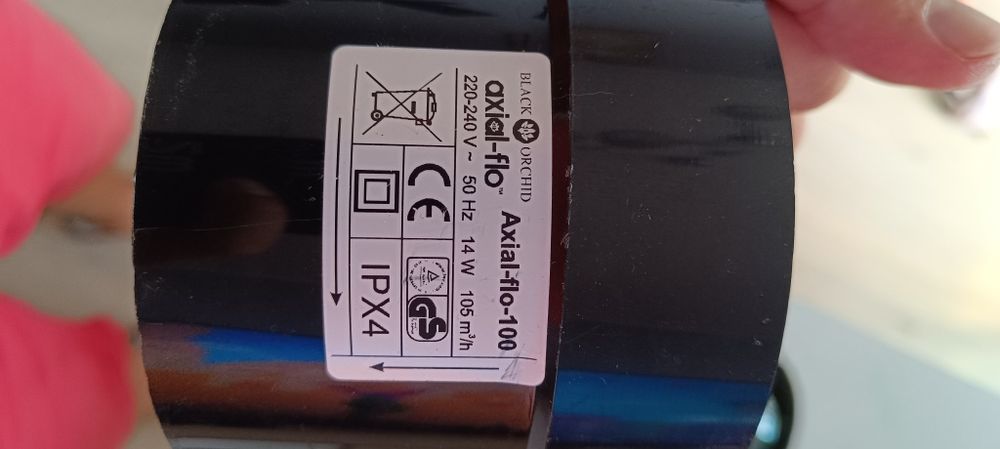 BLACK ORCHID
axial-flo™ Axial-flo-100
220-240 V ~ 50 Hz 14 W 105 m³/h
CE
GS
IPX4